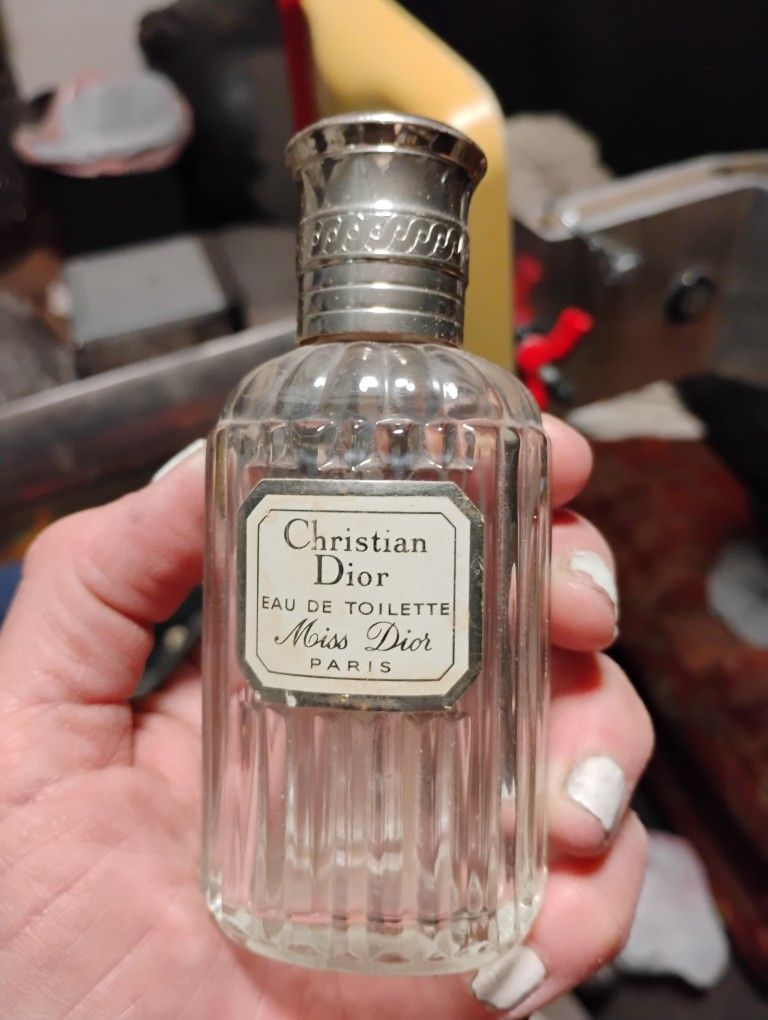 Christian
Dior
EAU DE TOILETTE
Miss Dior
PARIS